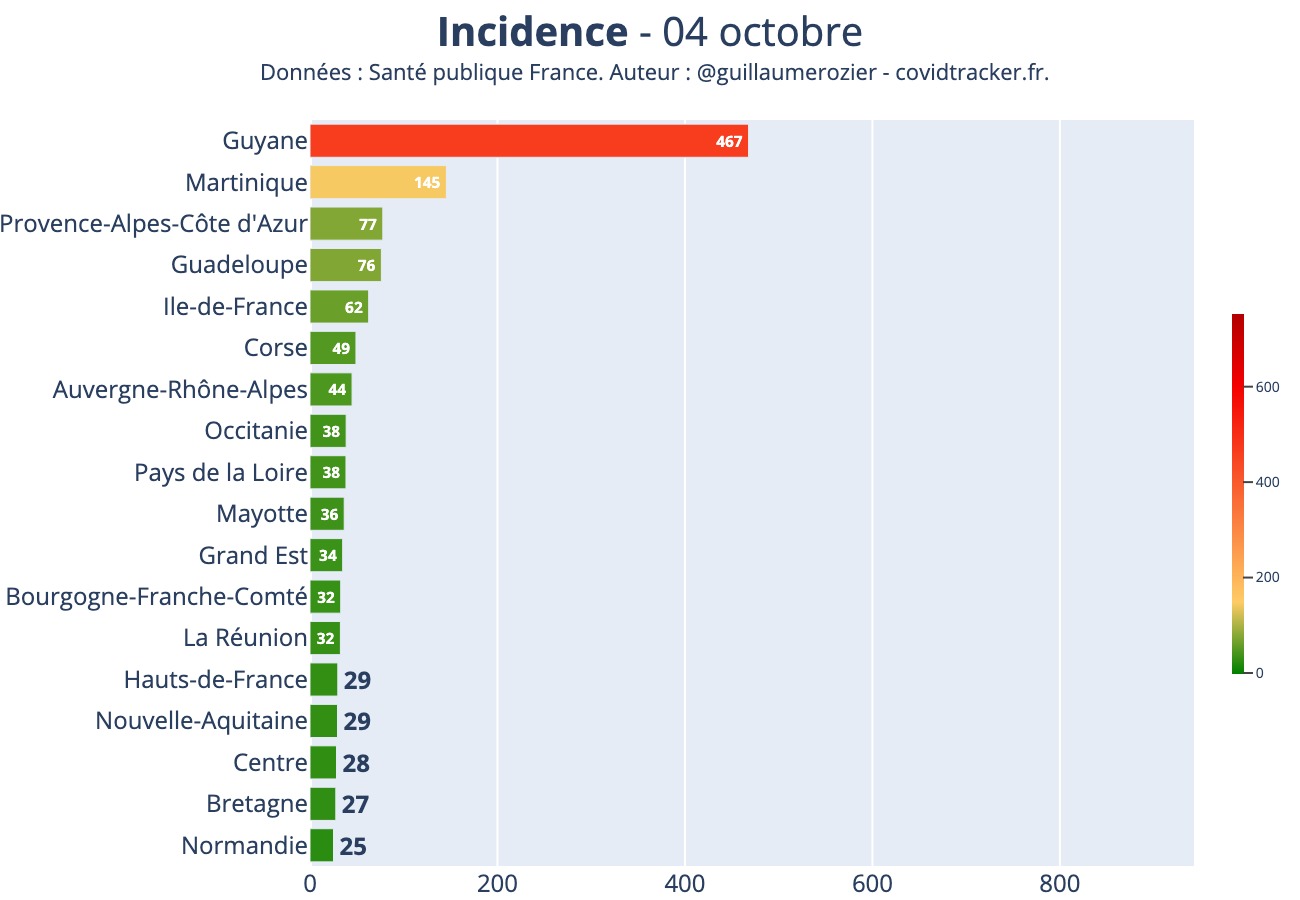 Incidence - 04 octobre
Données : Santé publique France. Auteur : @guillaumerozier - covidtracker.fr.
Guyane 467
Martinique 145
Provence-Alpes-Côte d'Azur 77
Guadeloupe 76
Ile-de-France 62
Corse 49
Auvergne-Rhône-Alpes 44
Occitanie 38
Pays de la Loire 38
Mayotte 36
Grand Est 34
Bourgogne-Franche-Comté 32
La Réunion 32
Hauts-de-France 29
Nouvelle-Aquitaine 29
Centre 28
Bretagne 27
Normandie 25
0 200 400 600 800
600
400
200
0